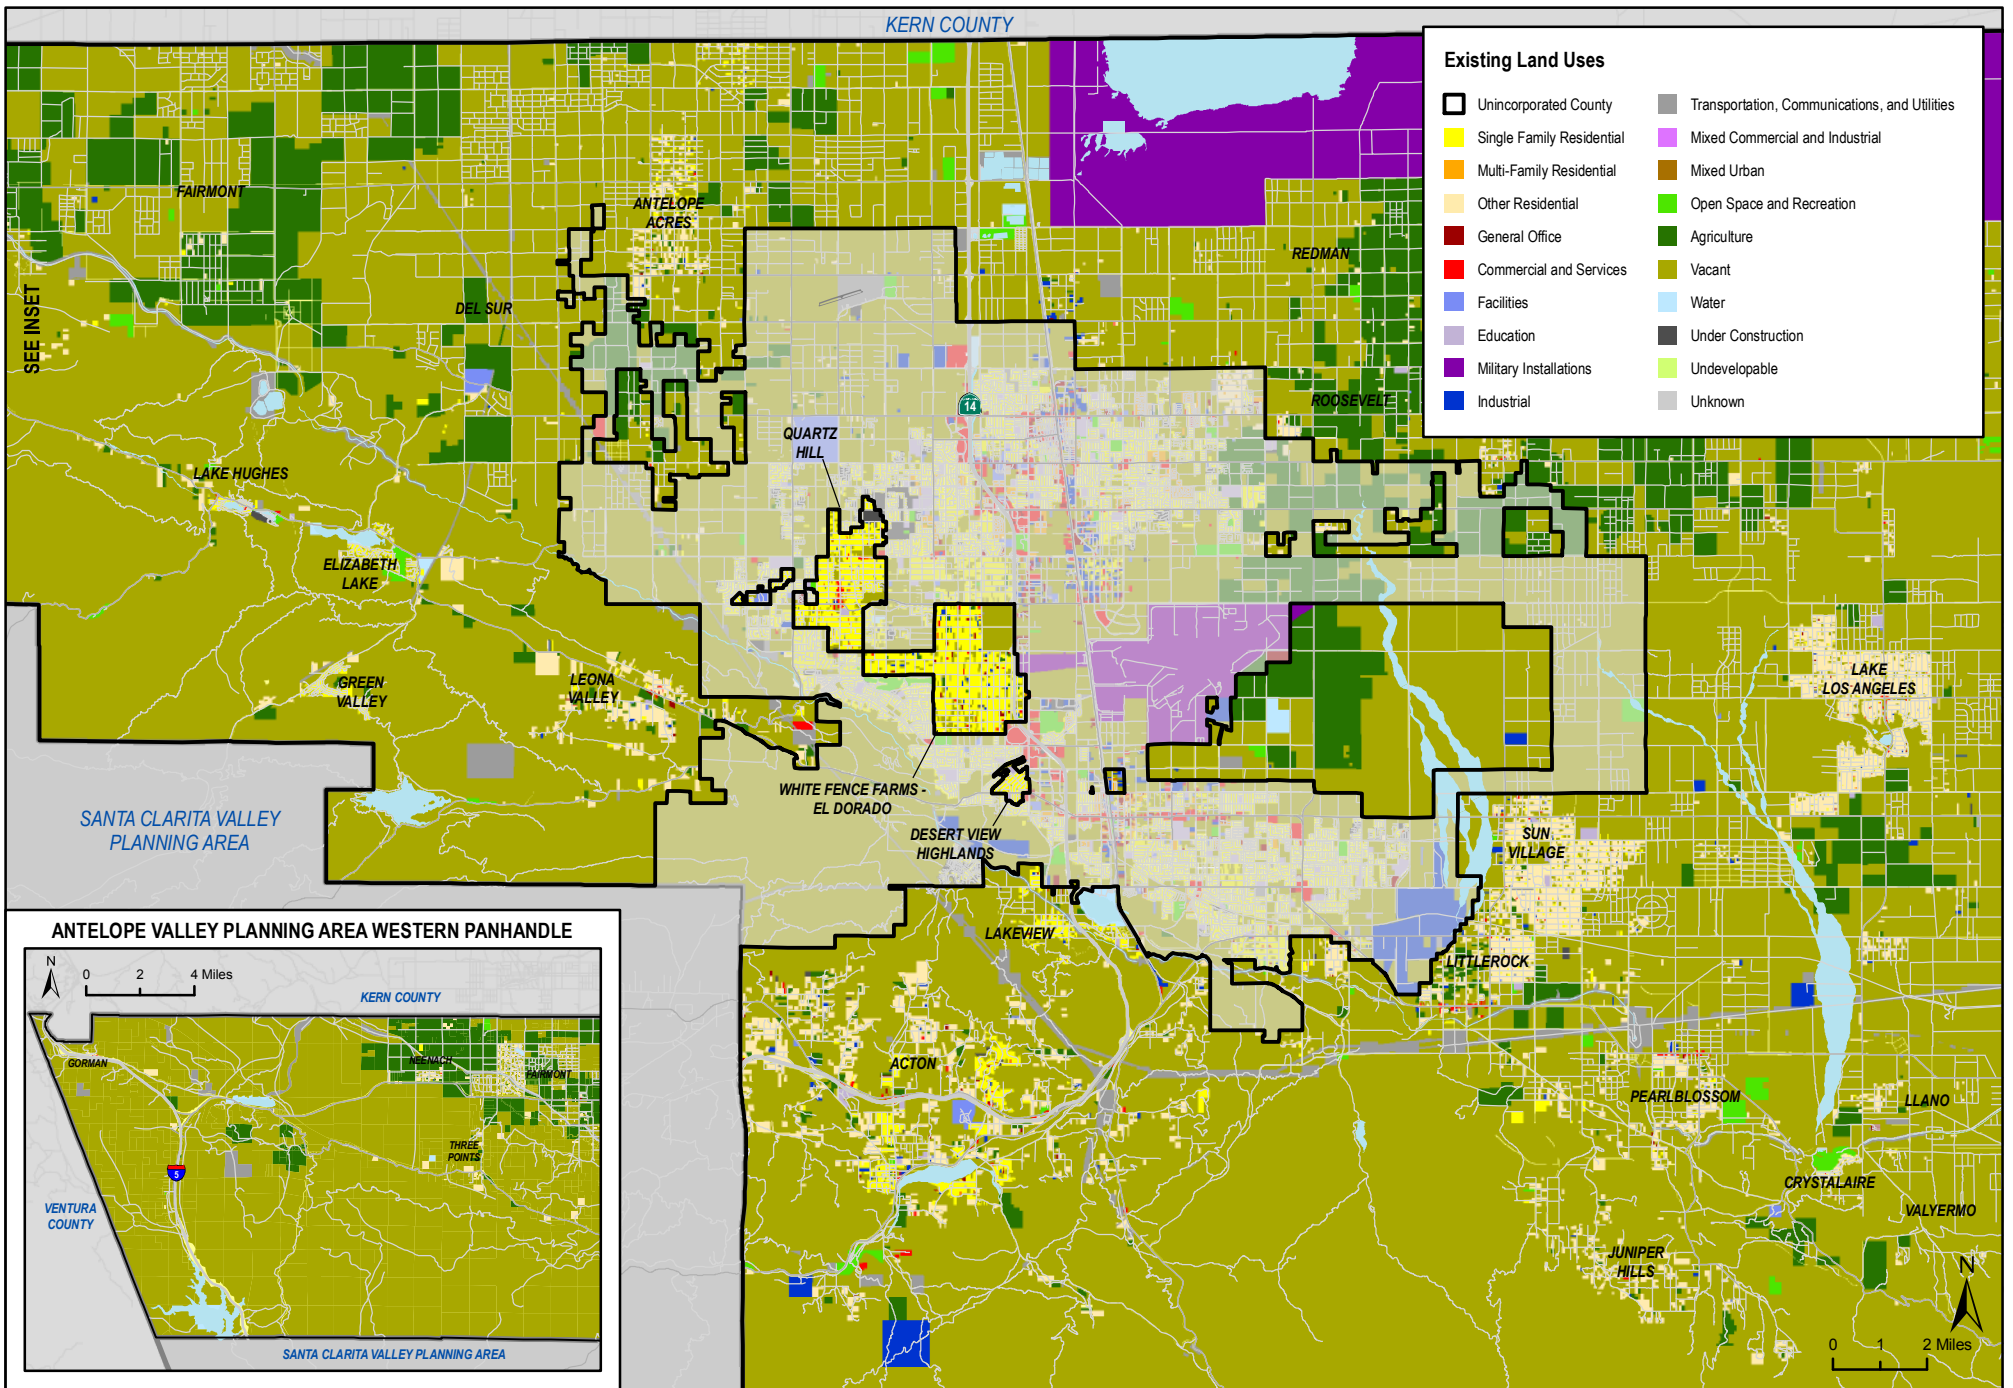 KERN COUNTY
Existing Land Uses
Unincorporated County
Single Family Residential
Multi-Family Residential
Other Residential
General Office
Commercial and Services
Facilities
Education
Military Installations
Industrial
Transportation, Communications, and Utilities
Mixed Commercial and Industrial
Mixed Urban
Open Space and Recreation
Agriculture
Vacant
Water
Under Construction
Undevelopable
Unknown
FAIRMONT
ANTELOPE
ACRES
REDMAN
DEL SUR
SEE INSET
14
ROOSEVELT
QUARTZ
HILL
LAKE HUGHES
ELIZABETH
LAKE
GREEN
VALLEY
LEONA
VALLEY
LAKE
LOS ANGELES
WHITE FENCE FARMS -
EL DORADO
SANTA CLARITA VALLEY
PLANNING AREA
DESERT VIEW
HIGHLANDS
SUN
VILLAGE
LAKEVIEW
LITTLEROCK
ACTON
PEARLBLOSSOM
LLANO
CRYSTALAIRE
VALYERMO
JUNIPER
HILLS
N
0 1 2 Miles
ANTELOPE VALLEY PLANNING AREA WESTERN PANHANDLE
N
0 2 4 Miles
KERN COUNTY
GORMAN
NEENACH
FAIRMONT
THREE
POINTS
5
VENTURA
COUNTY
SANTA CLARITA VALLEY PLANNING AREA